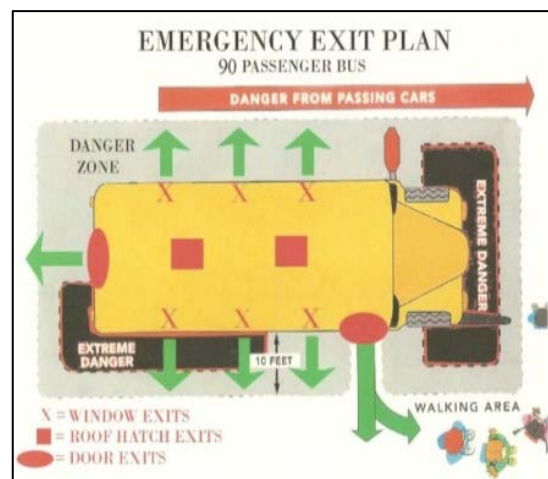 EMERGENCY EXIT PLAN
90 PASSENGER BUS
DANGER FROM PASSING CARS
DANGER
ZONE
X X X
EXTREME DANGER
X X X
EXTREME
DANGER
10 FEET
WALKING AREA
X = WINDOW EXITS
= ROOF HATCH EXITS
= DOOR EXITS